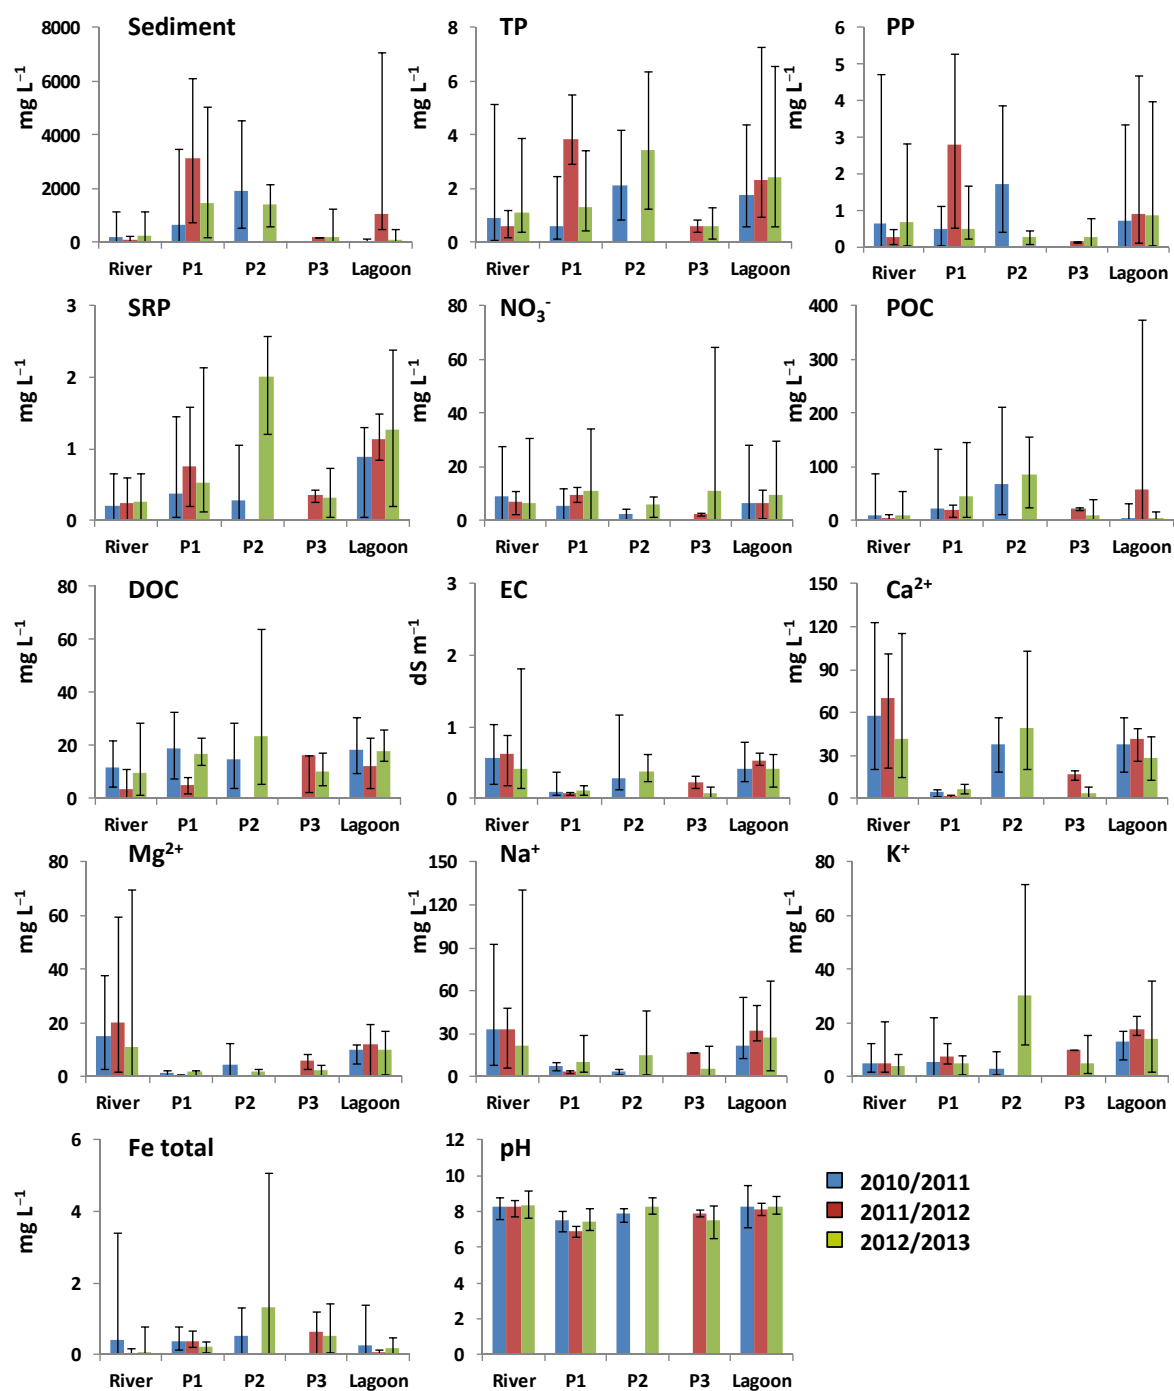 Sediment
mg L⁻¹
8000
6000
4000
2000
0
River P1 P2 P3 Lagoon
TP
mg L⁻¹
8
6
4
2
0
River P1 P2 P3 Lagoon
PP
mg L⁻¹
6
5
4
3
2
1
0
River P1 P2 P3 Lagoon
SRP
mg L⁻¹
3
2
1
0
River P1 P2 P3 Lagoon
NO₃⁻
mg L⁻¹
80
60
40
20
0
River P1 P2 P3 Lagoon
POC
mg L⁻¹
400
300
200
100
0
River P1 P2 P3 Lagoon
DOC
mg L⁻¹
80
60
40
20
0
River P1 P2 P3 Lagoon
EC
dS m⁻¹
3
2
1
0
River P1 P2 P3 Lagoon
Ca²⁺
mg L⁻¹
150
120
90
60
30
0
River P1 P2 P3 Lagoon
Mg²⁺
mg L⁻¹
80
60
40
20
0
River P1 P2 P3 Lagoon
Na⁺
mg L⁻¹
150
120
90
60
30
0
River P1 P2 P3 Lagoon
K⁺
mg L⁻¹
80
60
40
20
0
River P1 P2 P3 Lagoon
Fe total
mg L⁻¹
6
4
2
0
River P1 P2 P3 Lagoon
pH
12
10
8
6
4
2
0
River P1 P2 P3 Lagoon
2010/2011
2011/2012
2012/2013